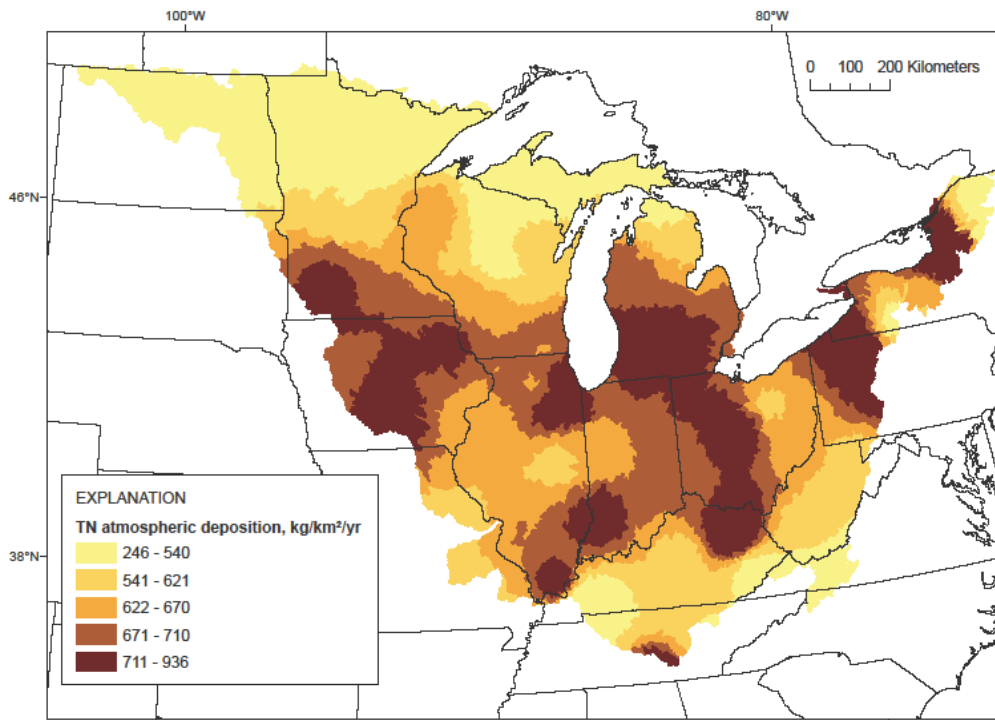 100°W
80°W
0 100 200 Kilometers
46°N
38°N
EXPLANATION
TN atmospheric deposition, kg/km²/yr
246 - 540
541 - 621
622 - 670
671 - 710
711 - 936